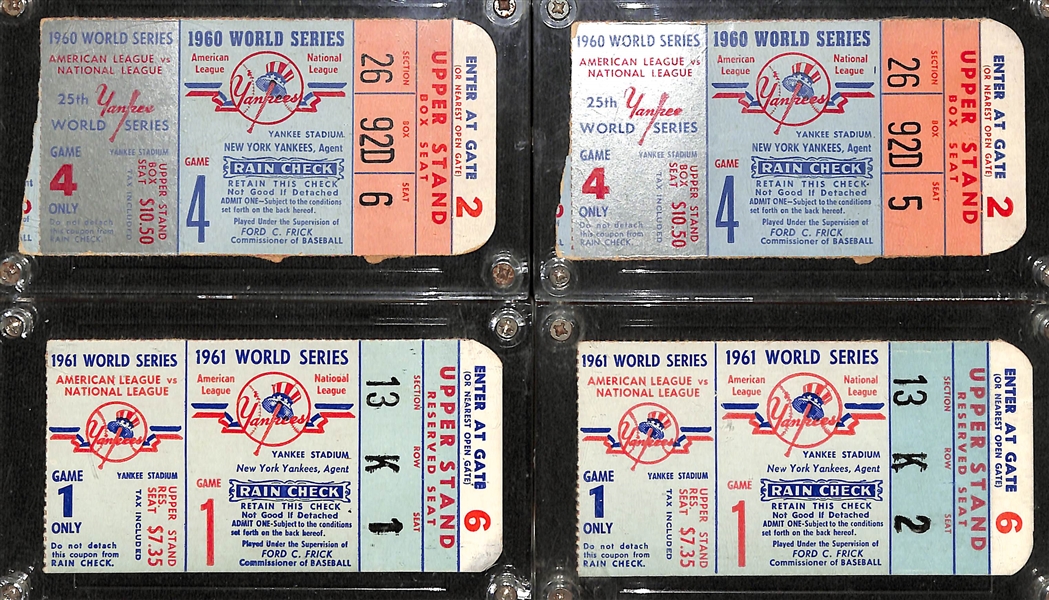 1960 WORLD SERIES
AMERICAN LEAGUE vs
NATIONAL LEAGUE
25th Yankee
WORLD SERIES
GAME
YANKEE STADIUM
4
ONLY
UPPER STAND
BOX
SEAT $10.50
TAX INCLUDED
Do not detach
this coupon from
RAIN CHECK.
1960 WORLD SERIES
American League
National League
Yankees
YANKEE STADIUM
NEW YORK YANKEES, Agent
GAME
4
RAIN CHECK
RETAIN THIS CHECK
Not Good If Detached
ADMIT ONE-Subject to the conditions
set forth on the back hereof.
Played Under the Supervision of
FORD C. FRICK
Commissioner of BASEBALL
SECTION 26
BOX 92D
SEAT 6
UPPER STAND
BOX SEAT
ENTER AT GATE
(OR NEAREST OPEN GATE)
2
1960 WORLD SERIES
AMERICAN LEAGUE vs
NATIONAL LEAGUE
25th Yankee
WORLD SERIES
GAME
YANKEE STADIUM
4
ONLY
UPPER STAND
BOX
SEAT $10.50
TAX INCLUDED
Do not detach
this coupon from
RAIN CHECK.
1960 WORLD SERIES
American League
National League
Yankees
YANKEE STADIUM
NEW YORK YANKEES, Agent
GAME
4
RAIN CHECK
RETAIN THIS CHECK
Not Good If Detached
ADMIT ONE-Subject to the conditions
set forth on the back hereof.
Played Under the Supervision of
FORD C. FRICK
Commissioner of BASEBALL
SECTION 26
BOX 92D
SEAT 5
UPPER STAND
BOX SEAT
ENTER AT GATE
(OR NEAREST OPEN GATE)
2
1961 WORLD SERIES
AMERICAN LEAGUE vs
NATIONAL LEAGUE
Yankees
GAME
YANKEE STADIUM
1
ONLY
UPPER STAND
RES.
SEAT $7.35
TAX INCLUDED
Do not detach
this coupon from
RAIN CHECK.
1961 WORLD SERIES
American League
National League
Yankees
YANKEE STADIUM
New York Yankees, Agent
GAME
1
RAIN CHECK
RETAIN THIS CHECK
Not Good If Detached
ADMIT ONE-Subject to the conditions
set forth on the back hereof.
Played Under the Supervision of
FORD C. FRICK
Commissioner of BASEBALL
SECTION 13
ROW K
SEAT 1
UPPER STAND
RESERVED SEAT
ENTER AT GATE
(OR NEAREST OPEN GATE)
6
1961 WORLD SERIES
AMERICAN LEAGUE vs
NATIONAL LEAGUE
Yankees
GAME
YANKEE STADIUM
1
ONLY
UPPER STAND
RES.
SEAT $7.35
TAX INCLUDED
Do not detach
this coupon from
RAIN CHECK.
1961 WORLD SERIES
American League
National League
Yankees
YANKEE STADIUM
New York Yankees, Agent
GAME
1
RAIN CHECK
RETAIN THIS CHECK
Not Good If Detached
ADMIT ONE-Subject to the conditions
set forth on the back hereof.
Played Under the Supervision of
FORD C. FRICK
Commissioner of BASEBALL
SECTION 13
ROW K
SEAT 2
UPPER STAND
RESERVED SEAT
ENTER AT GATE
(OR NEAREST OPEN GATE)
6